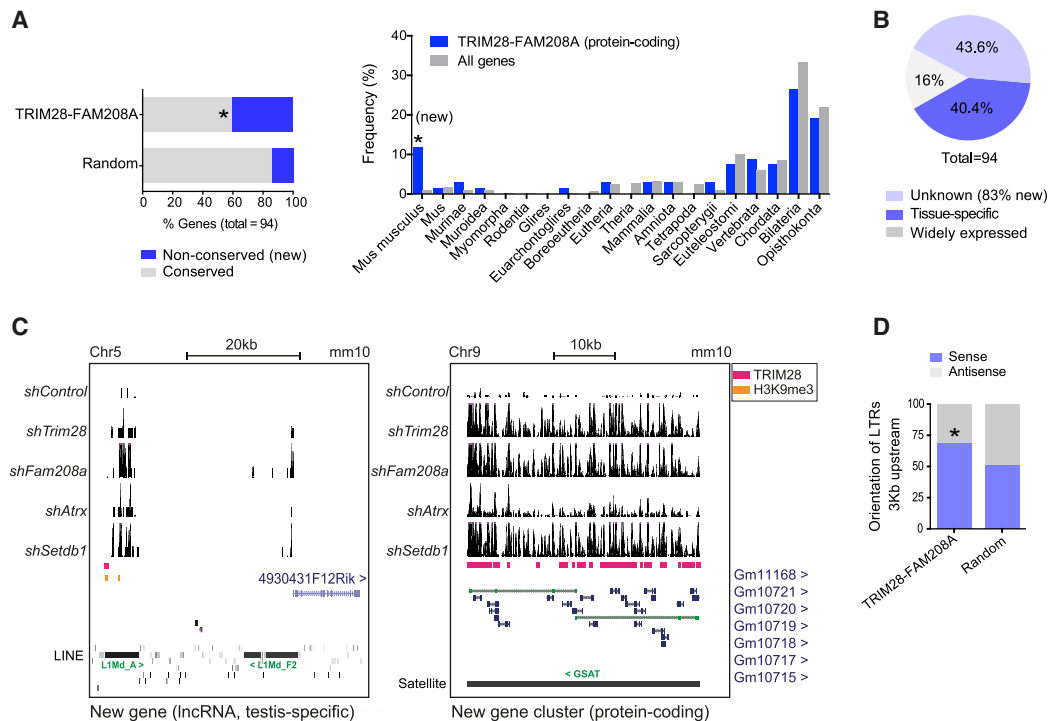 A
TRIM28-FAM208A
*
Random
0 20 40 60 80 100
% Genes (total = 94)
Non-conserved (new)
Conserved
Frequency (%)
40
30
20
10
0
TRIM28-FAM208A (protein-coding)
All genes
(new)
*
Mus musculus
Mus
Murinae
Muroidea
Myomorpha
Rodentia
Glires
Euarchontoglires
Boreoeutheria
Eutheria
Theria
Mammalia
Amniota
Tetrapoda
Sarcopterygii
Euteleostomi
Vertebrata
Chordata
Bilateria
Opisthokonta
B
43.6%
16%
40.4%
Total=94
Unknown (83% new)
Tissue-specific
Widely expressed
C
Chr5
20kb
mm10
shControl
shTrim28
shFam208a
shAtrx
shSetdb1
4930431F12Rik >
LINE
L1Md_A >
< L1Md_F2
New gene (lncRNA, testis-specific)
Chr9
10kb
mm10
TRIM28
H3K9me3
shControl
shTrim28
shFam208a
shAtrx
shSetdb1
Gm11168 >
Gm10721 >
Gm10720 >
Gm10719 >
Gm10718 >
Gm10717 >
Gm10715 >
< GSAT
Satellite
New gene cluster (protein-coding)
D
Sense
Antisense
Orientation of LTRs
3Kb upstream
100
75
50
25
0
*
TRIM28-FAM208A
Random